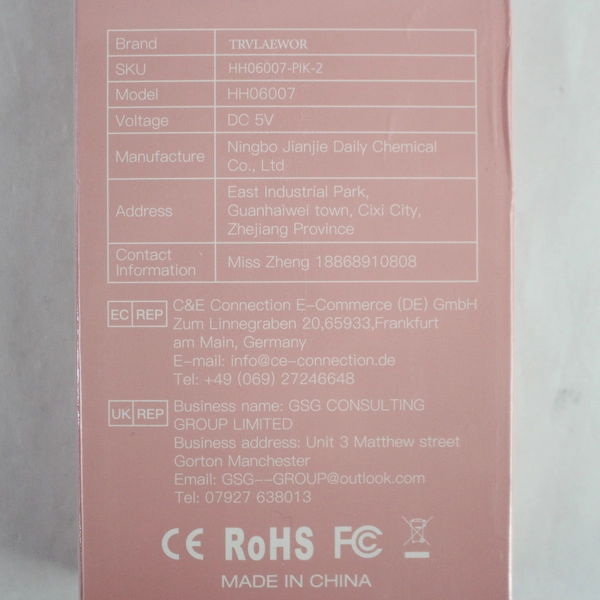 Brand TRVLAEWOR
SKU HH06007-PIK-2
Model HH06007
Voltage DC 5V
Manufacture Ningbo Jianjie Daily Chemical
Co., Ltd
Address East Industrial Park,
Guanhaiwei town, Cixi City,
Zhejiang Province
Contact
Information Miss Zheng 18868910808
EC REP C&E Connection E-Commerce (DE) GmbH
Zum Linnegraben 20,65933,Frankfurt
am Main, Germany
E-mail: info@ce-connection.de
Tel: +49 (069) 27246648
UK REP Business name: GSG CONSULTING
GROUP LIMITED
Business address: Unit 3 Matthew street
Gorton Manchester
Email: GSG--GROUP@outlook.com
Tel: 07927 638013
CE RoHS FC
MADE IN CHINA